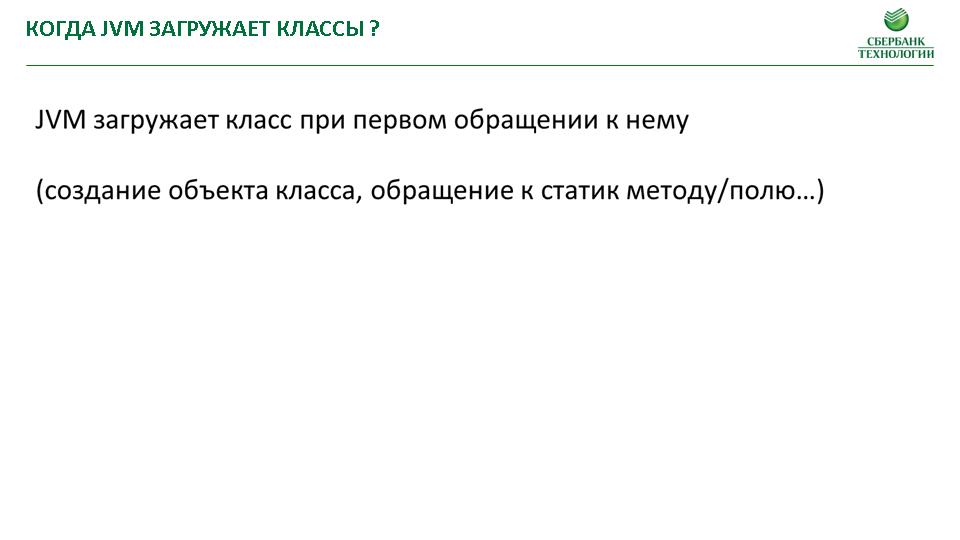 КОГДА JVM ЗАГРУЖАЕТ КЛАССЫ ?
СБЕРБАНК
ТЕХНОЛОГИИ
JVM загружает класс при первом обращении к нему
(создание объекта класса, обращение к статик методу/полю…)